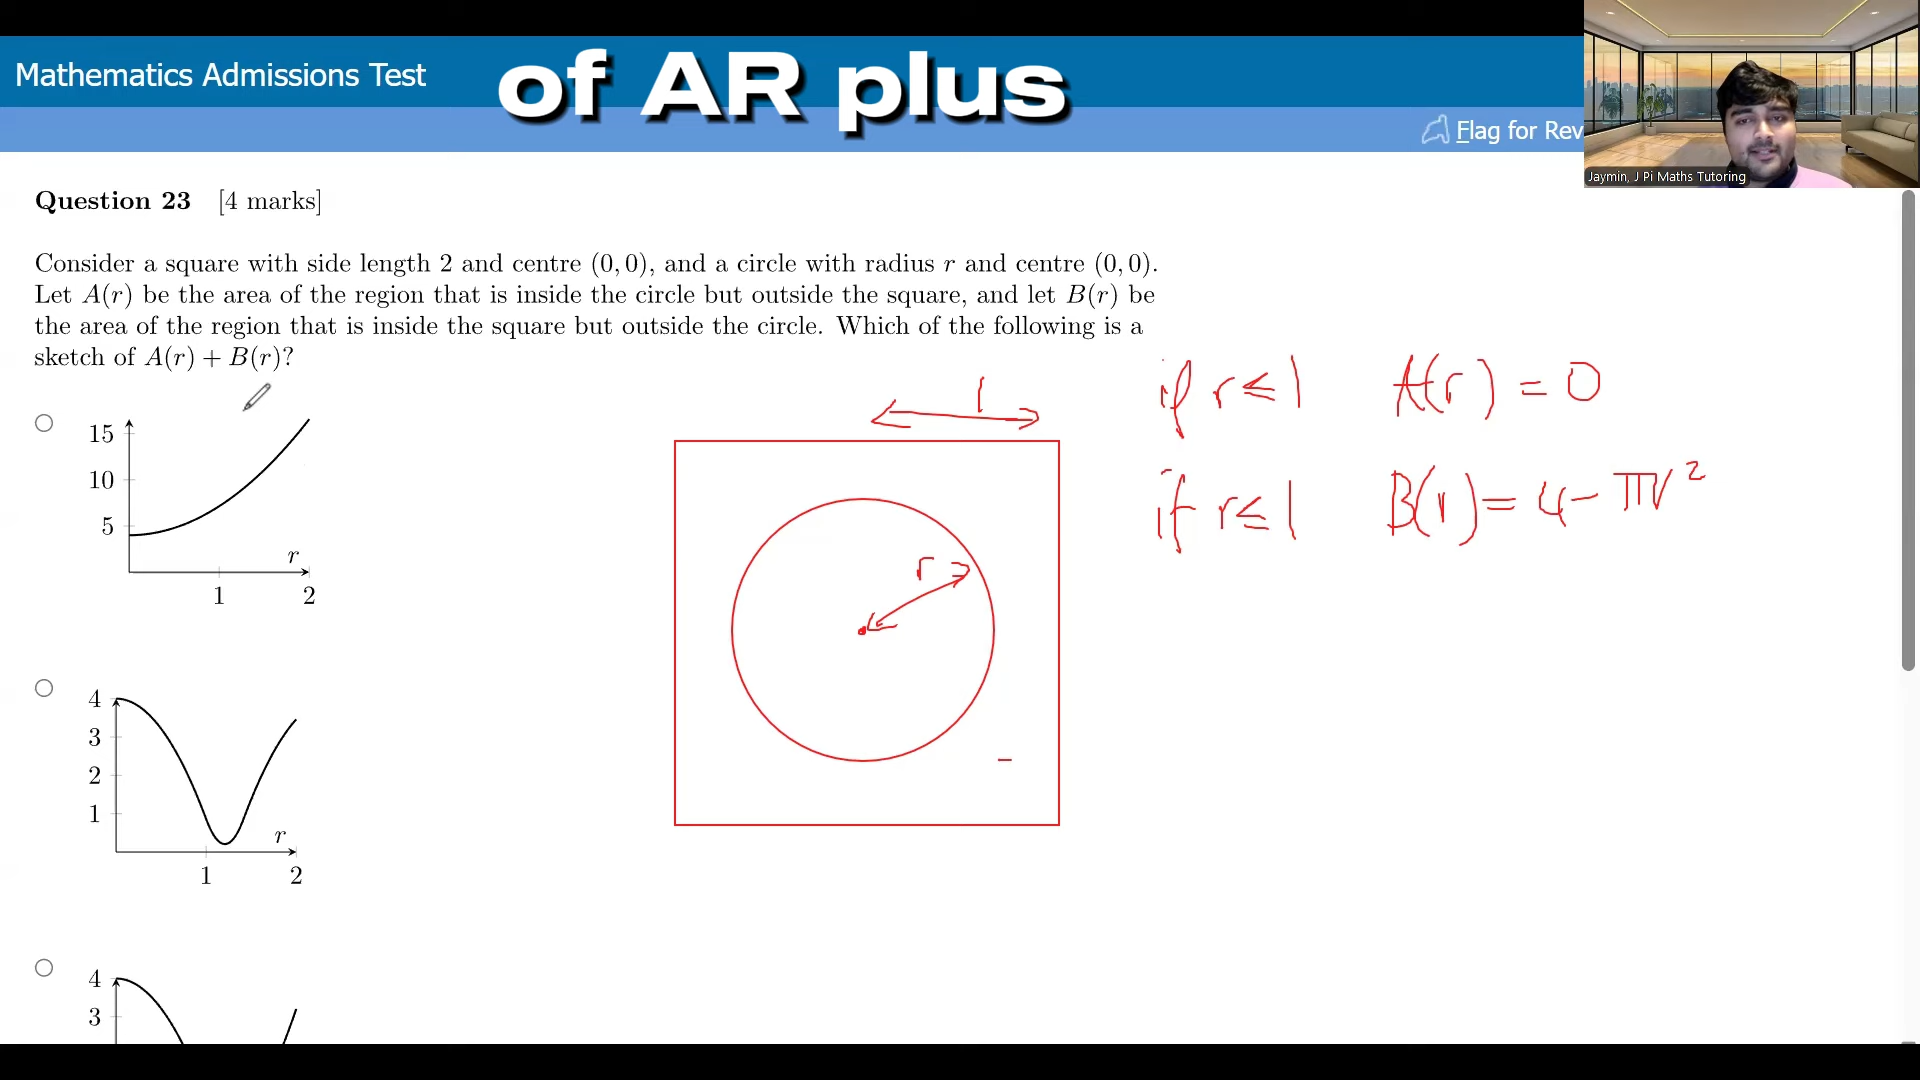 Mathematics Admissions Test
of AR plus
Flag for Rev
Jaymin, J Pi Maths Tutoring
Question 23 [4 marks]
Consider a square with side length 2 and centre (0, 0), and a circle with radius r and centre (0, 0).
Let A(r) be the area of the region that is inside the circle but outside the square, and let B(r) be
the area of the region that is inside the square but outside the circle. Which of the following is a
sketch of A(r) + B(r)?
15
10
5
r
1 2
4
3
2
1
r
1 2
4
3
1
r
if r ≤ 1 A(r) = 0
if r ≤ 1 B(r) = 4 - πr²